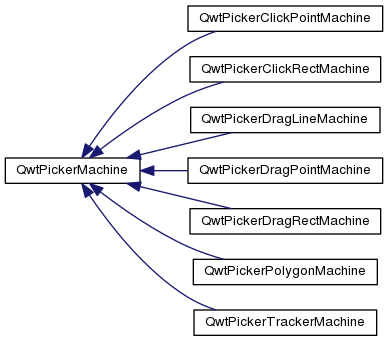 QwtPickerClickPointMachine
QwtPickerClickRectMachine
QwtPickerDragLineMachine
QwtPickerMachine
QwtPickerDragPointMachine
QwtPickerDragRectMachine
QwtPickerPolygonMachine
QwtPickerTrackerMachine